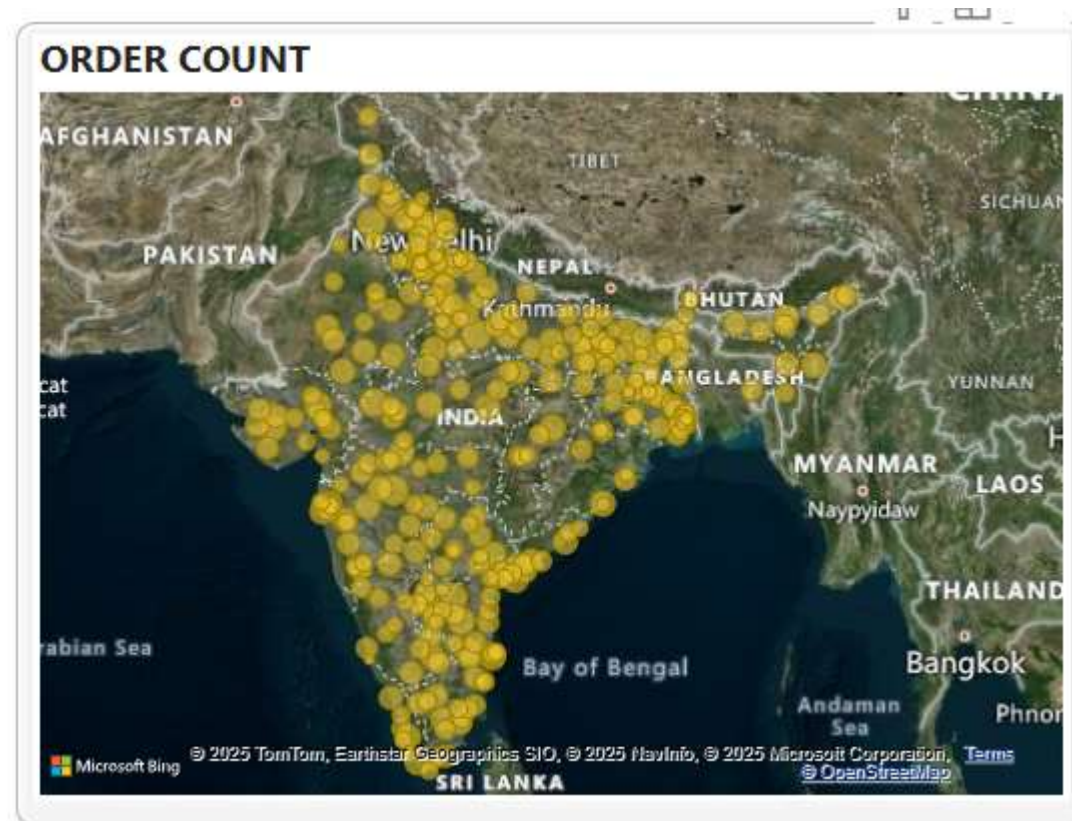 ORDER COUNT
CHINA
AFGHANISTAN
TIBET
SICHUAN
PAKISTAN
New Delhi
NEPAL
BHUTAN
Kathmandu
BANGLADESH
YUNNAN
cat
cat
INDIA
MYANMAR
LAOS
Naypyidaw
THAILAND
rabian Sea
Bay of Bengal
Bangkok
Andaman
Sea
Phnor
SRI LANKA
Microsoft Bing
© 2025 TomTom, Earthstar Geographics SIO, © 2025 NavInfo, © 2025 Microsoft Corporation, Terms
© OpenStreetMap